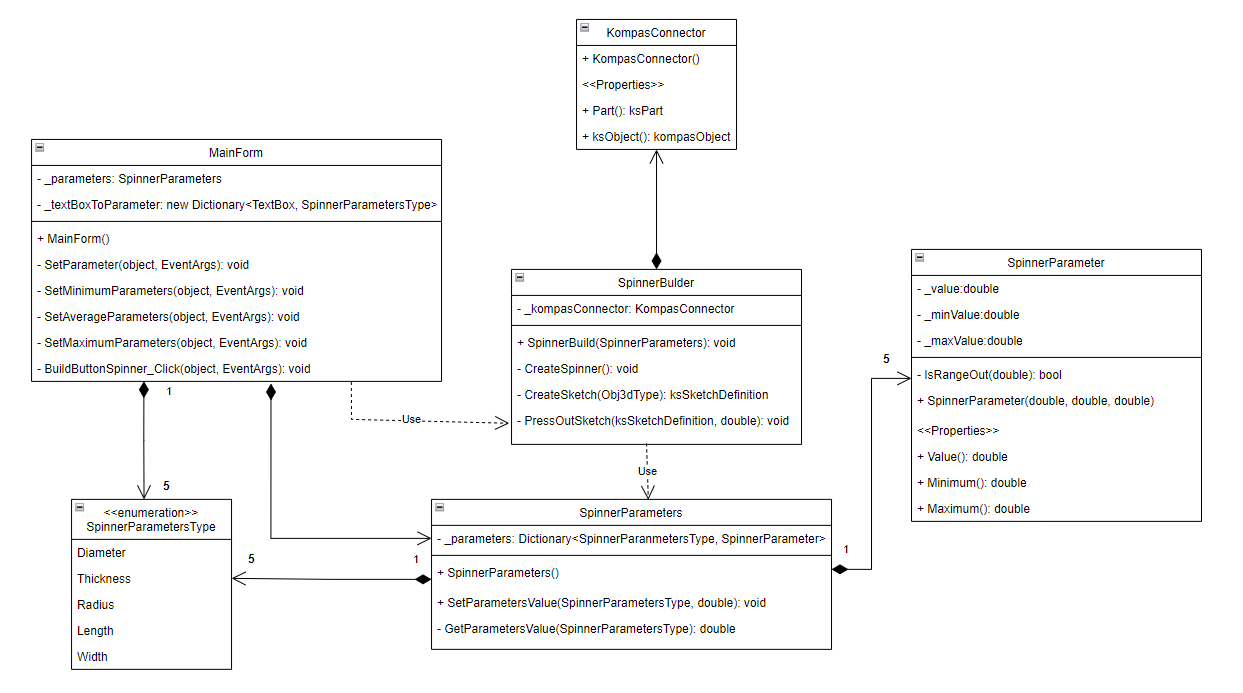 KompasConnector
+ KompasConnector()
<<Properties>>
+ Part(): ksPart
+ ksObject(): kompasObject
MainForm
- _parameters: SpinnerParameters
- _textBoxToParameter: new Dictionary<TextBox, SpinnerParametersType>
+ MainForm()
- SetParameter(object, EventArgs): void
- SetMinimumParameters(object, EventArgs): void
- SetAverageParameters(object, EventArgs): void
- SetMaximumParameters(object, EventArgs): void
- BuildButtonSpinner_Click(object, EventArgs): void
SpinnerBulder
- _kompasConnector: KompasConnector
+ SpinnerBuild(SpinnerParameters): void
- CreateSpinner(): void
- CreateSketch(Obj3dType): ksSketchDefinition
- PressOutSketch(ksSketchDefinition, double): void
SpinnerParameter
- _value:double
- _minValue:double
- _maxValue:double
- IsRangeOut(double): bool
+ SpinnerParameter(double, double, double)
<<Properties>>
+ Value(): double
+ Minimum(): double
+ Maximum(): double
5
1
Use
Use
5
<<enumeration>>
SpinnerParametersType
Diameter
Thickness
Radius
Length
Width
5
1
SpinnerParameters
- _parameters: Dictionary<SpinnerParanmetersType, SpinnerParameter>
+ SpinnerParameters()
+ SetParametersValue(SpinnerParametersType, double): void
- GetParametersValue(SpinnerParametersType): double
1